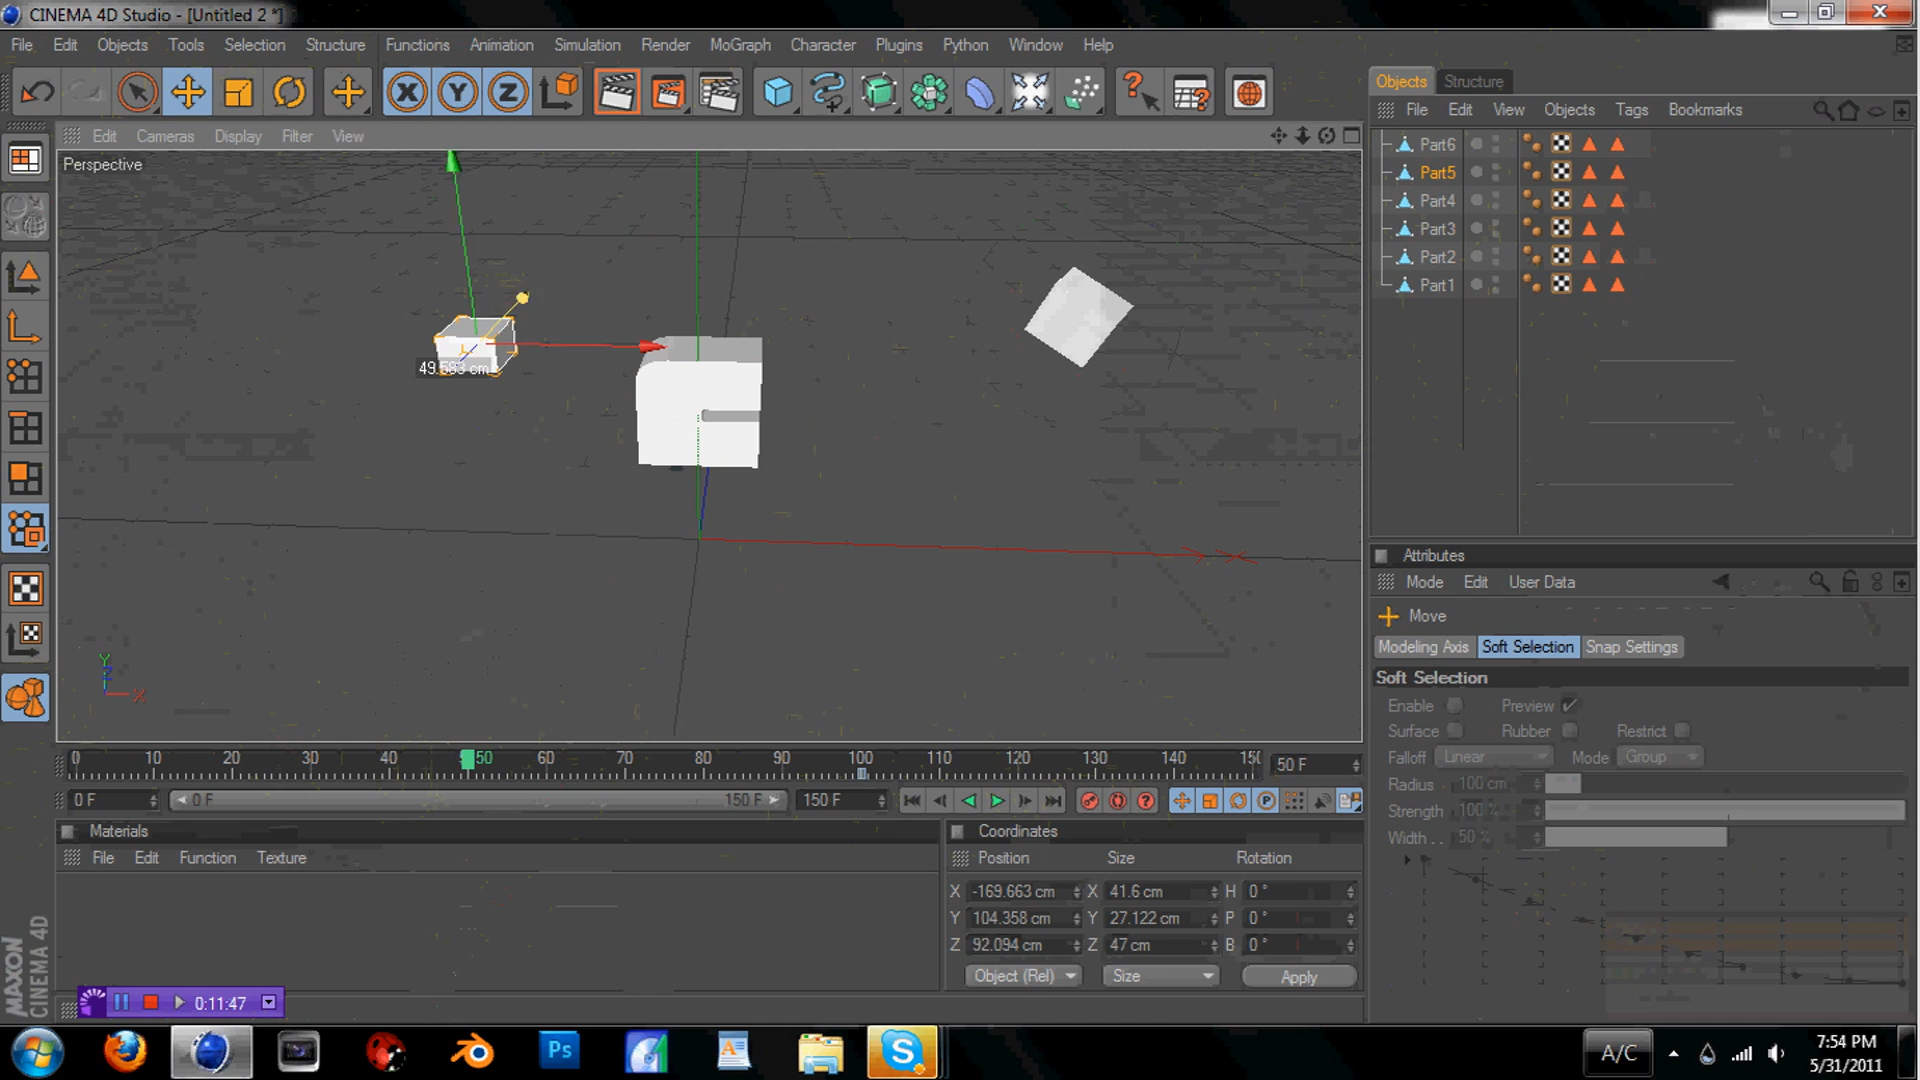 CINEMA 4D Studio - [Untitled 2 *]
File Edit Objects Tools Selection Structure Functions Animation Simulation Render MoGraph Character Plugins Python Window Help
Objects Structure
File Edit View Objects Tags Bookmarks
Edit Cameras Display Filter View
Perspective
Part6
Part5
Part4
Part3
Part2
Part1
49.583 cm
Y
Z
X
Attributes
Mode Edit User Data
Move
Modeling Axis Soft Selection Snap Settings
Soft Selection
Enable Preview
Surface Rubber Restrict
Falloff Linear Mode Group
Radius 100 cm
Strength 100 %
Width . . 50 %
0 10 20 30 40 50 60 70 80 90 100 110 120 130 50 F
0 F 0 F 150 F 150 F
Materials
File Edit Function Texture
Coordinates
Position Size Rotation
X -169.663 cm X 41.6 cm H 0 °
Y 104.358 cm Y 27.122 cm P 0 °
Z 92.094 cm Z 47 cm B 0 °
Object (Rel) Size Apply
MAXON
CINEMA 4D
0:11:47
Ps
A/C
7:54 PM
5/31/2011